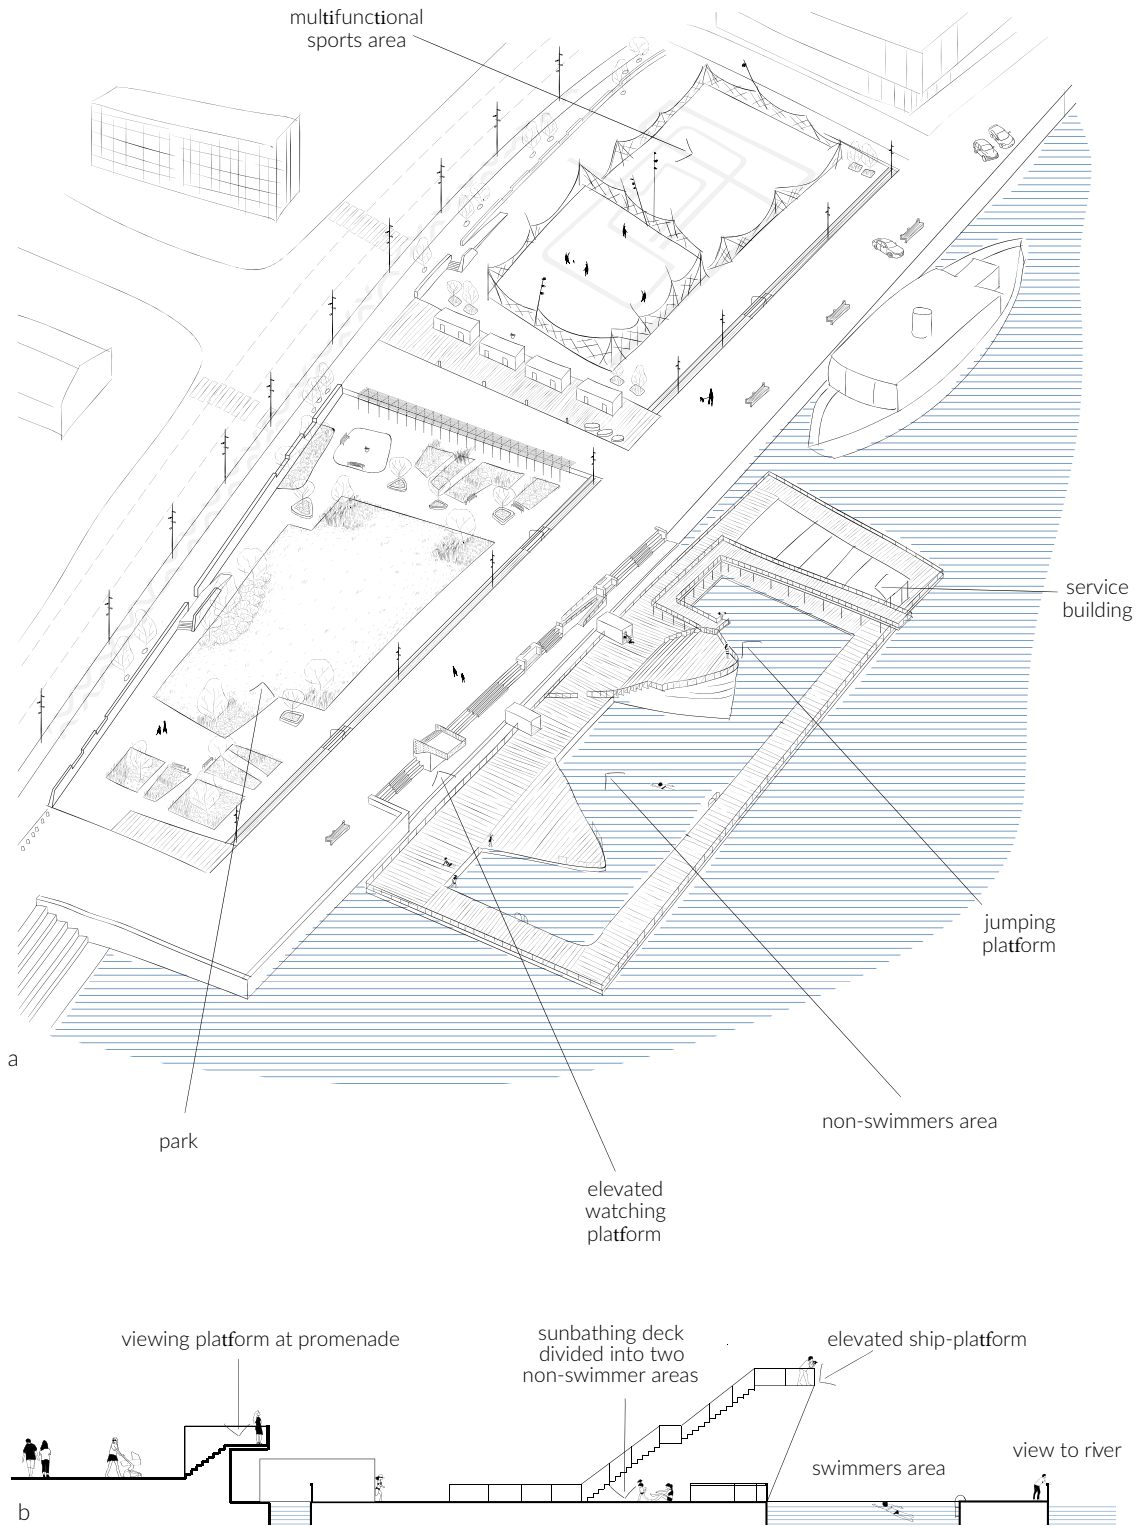 multifunctional
sports area
service
building
jumping
platform
a
non-swimmers area
park
elevated
watching
platform
viewing platform at promenade
sunbathing deck
divided into two
non-swimmer areas
elevated ship-platform
view to river
swimmers area
b